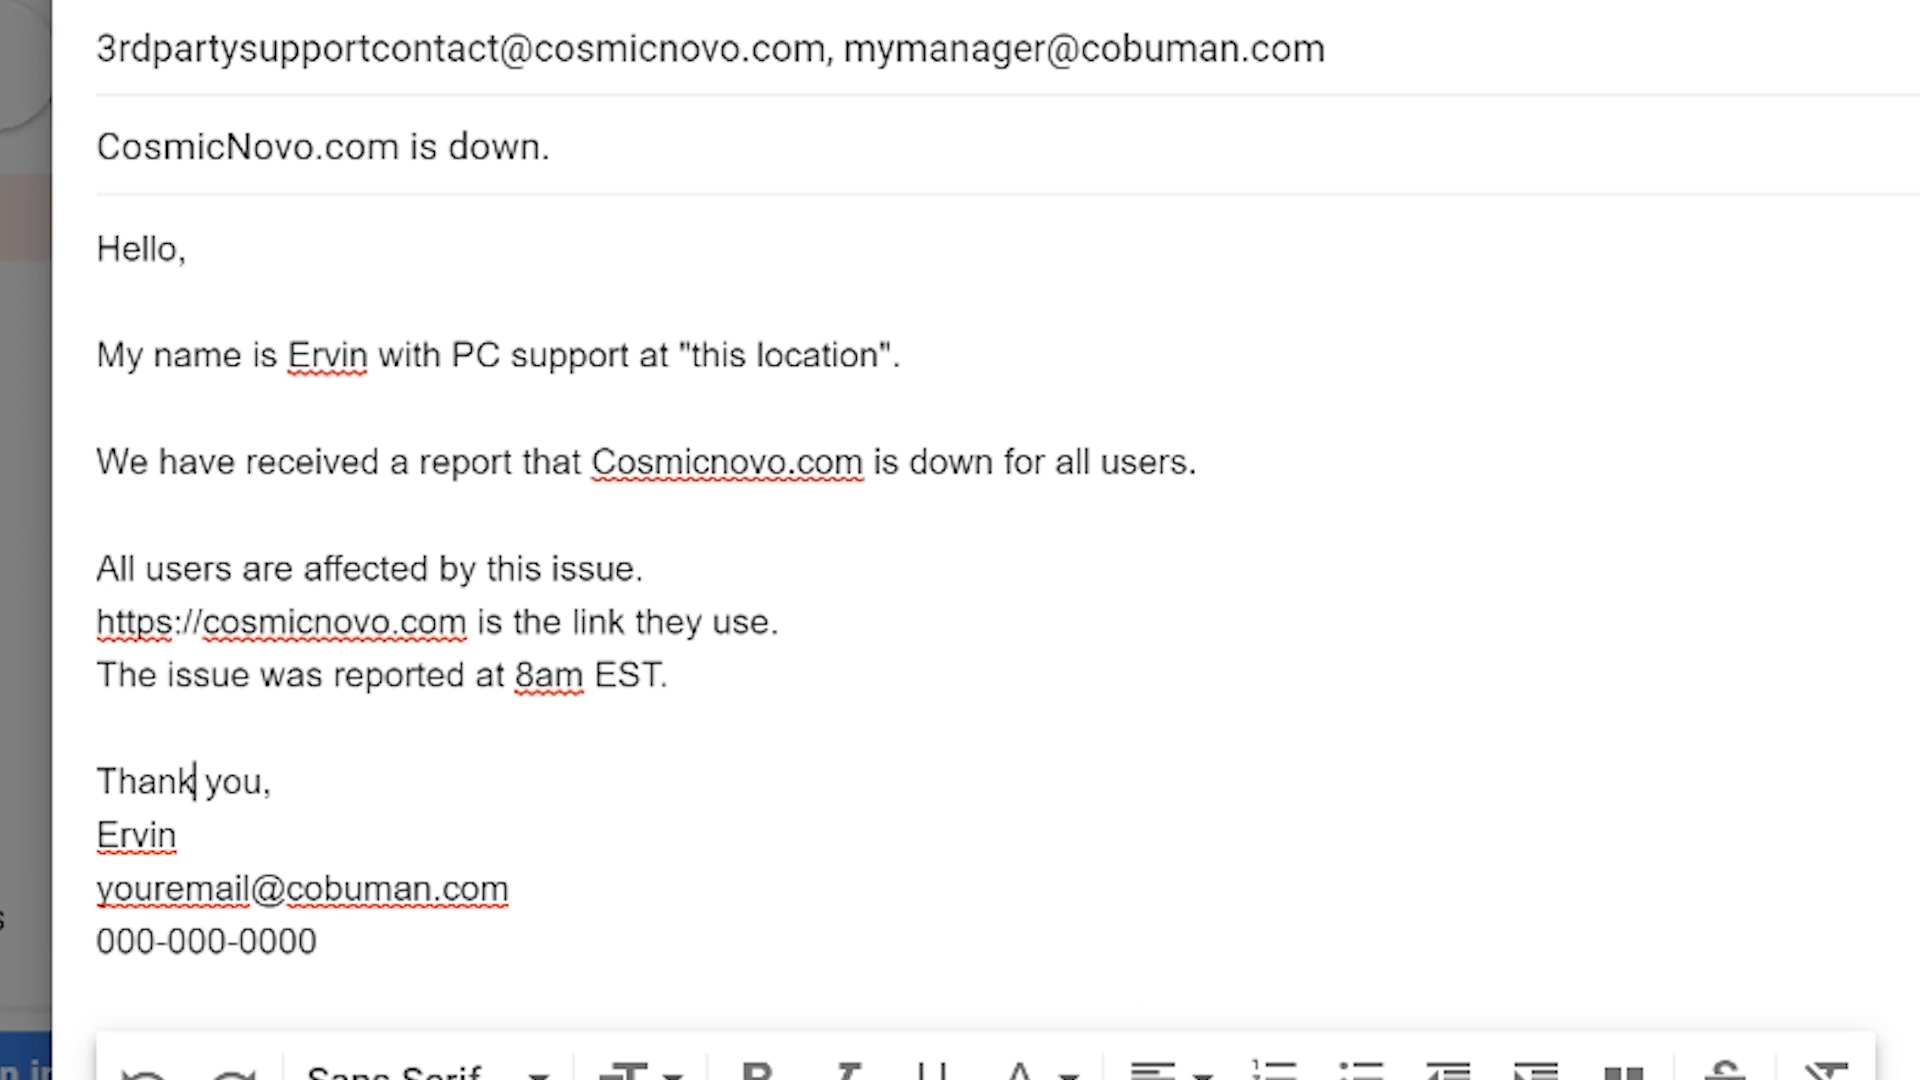 3rdpartysupportcontact@cosmicnovo.com, mymanager@cobuman.com
CosmicNovo.com is down.
Hello,
My name is Ervin with PC support at "this location".
We have received a report that Cosmicnovo.com is down for all users.
All users are affected by this issue.
https://cosmicnovo.com is the link they use.
The issue was reported at 8am EST.
Thank you,
Ervin
youremail@cobuman.com
000-000-0000
Sans Serif